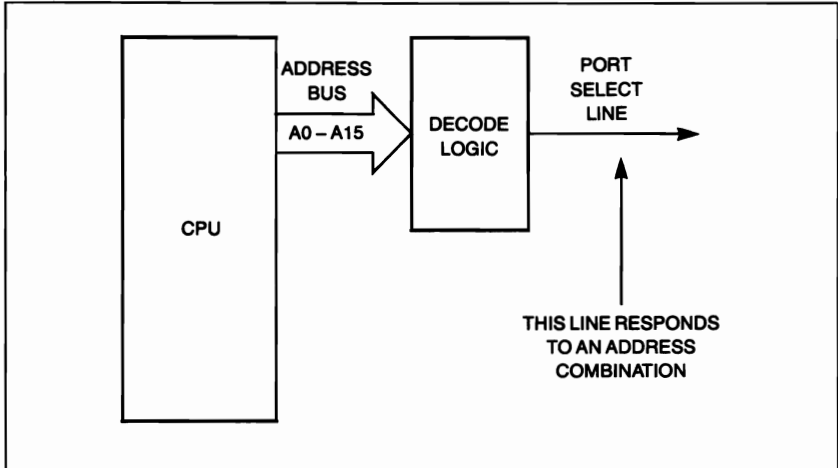 CPU
ADDRESS
BUS
A0 – A15
DECODE
LOGIC
PORT
SELECT
LINE
THIS LINE RESPONDS
TO AN ADDRESS
COMBINATION